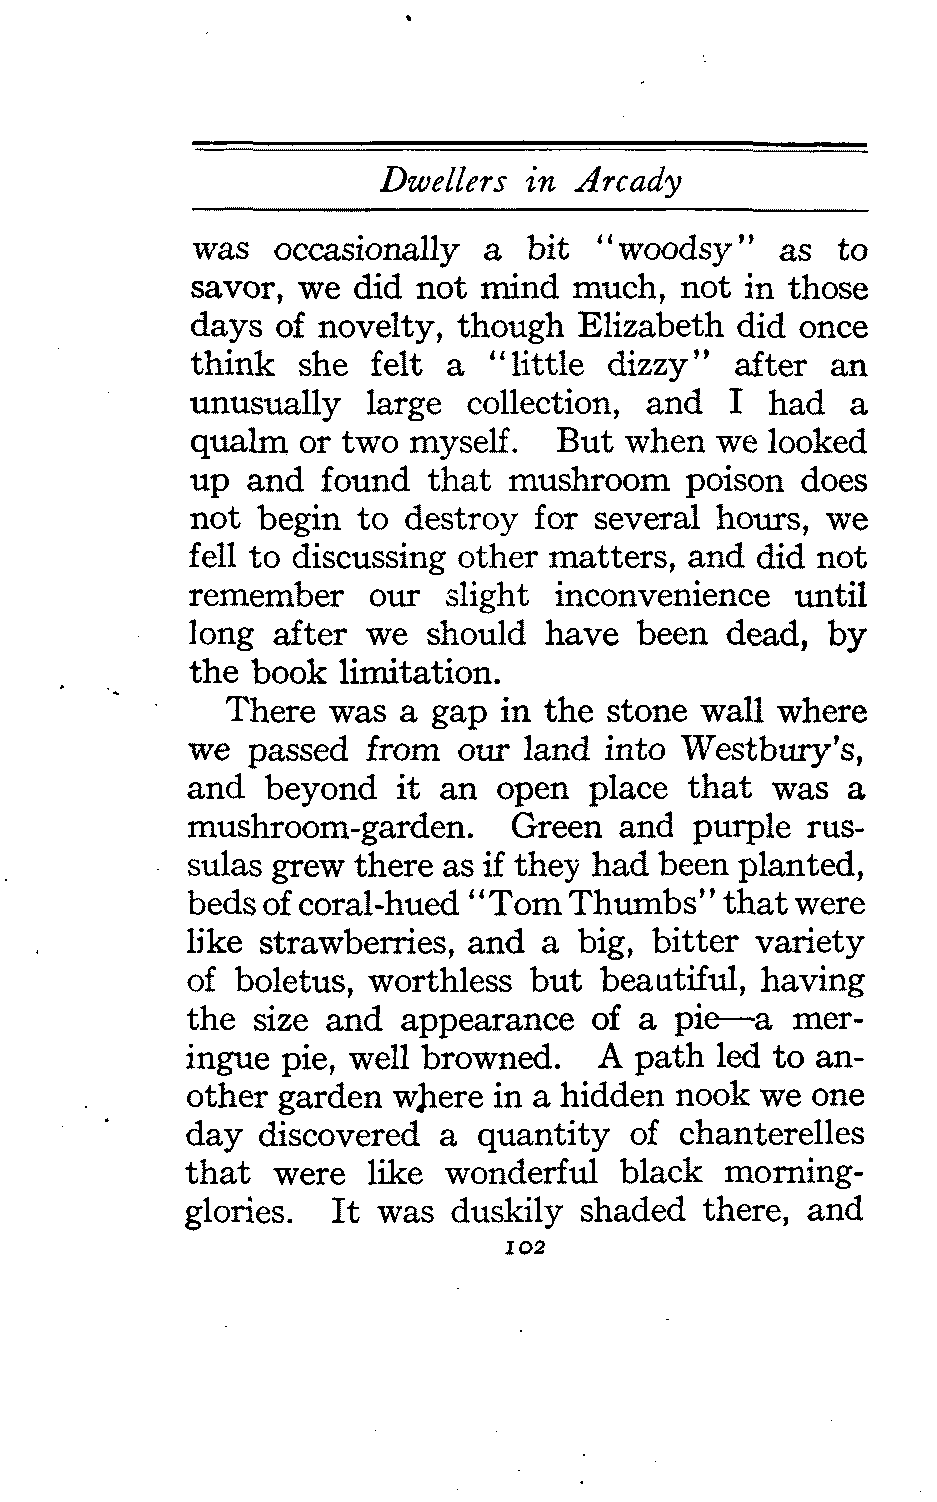 Dwellers in Arcady
was occasionally a bit "woodsy" as to
savor, we did not mind much, not in those
days of novelty, though Elizabeth did once
think she felt a "little dizzy" after an
unusually large collection, and I had a
qualm or two myself. But when we looked
up and found that mushroom poison does
not begin to destroy for several hours, we
fell to discussing other matters, and did not
remember our slight inconvenience until
long after we should have been dead, by
the book limitation.
There was a gap in the stone wall where
we passed from our land into Westbury's,
and beyond it an open place that was a
mushroom-garden. Green and purple rus-
sulas grew there as if they had been planted,
beds of coral-hued "Tom Thumbs" that were
like strawberries, and a big, bitter variety
of boletus, worthless but beautiful, having
the size and appearance of a pie—a mer-
ingue pie, well browned. A path led to an-
other garden where in a hidden nook we one
day discovered a quantity of chanterelles
that were like wonderful black morning-
glories. It was duskily shaded there, and
102